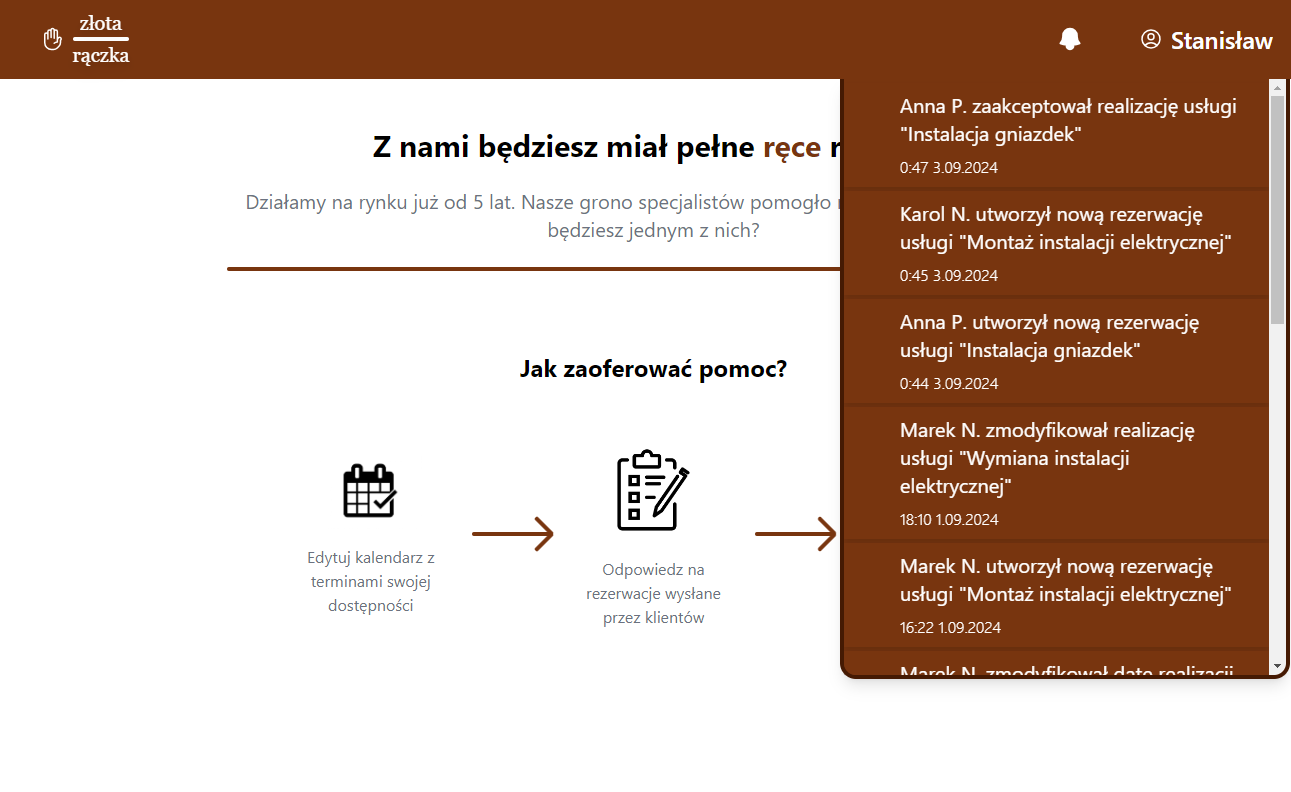 złota
rączka
Stanisław
Z nami będziesz miał pełne ręce
Działamy na rynku już od 5 lat. Nasze grono specjalistów pomogło
będziesz jednym z nich?
Jak zaoferować pomoc?
Edytuj kalendarz z
terminami swojej
dostępności
Odpowiedz na
rezerwacje wysłane
przez klientów
Anna P. zaakceptował realizację usługi
"Instalacja gniazdek"
0:47 3.09.2024
Karol N. utworzył nową rezerwację
usługi "Montaż instalacji elektrycznej"
0:45 3.09.2024
Anna P. utworzył nową rezerwację
usługi "Instalacja gniazdek"
0:44 3.09.2024
Marek N. zmodyfikował realizację
usługi "Wymiana instalacji
elektrycznej"
18:10 1.09.2024
Marek N. utworzył nową rezerwację
usługi "Montaż instalacji elektrycznej"
16:22 1.09.2024
Marek N. zmodyfikował datę realizacji